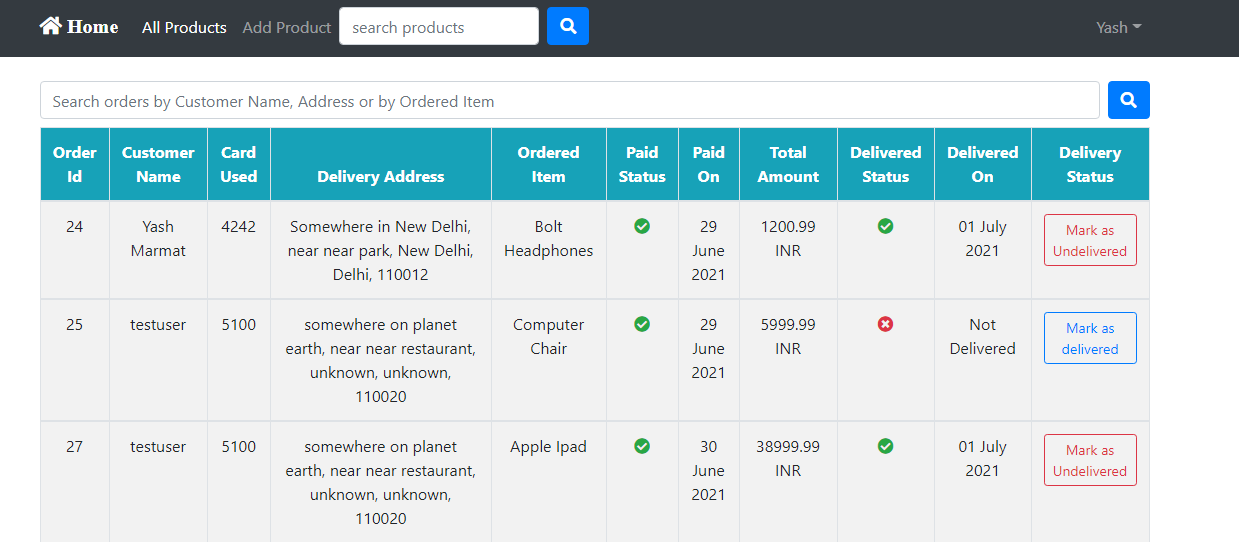 Home All Products Add Product search products Yash
Search orders by Customer Name, Address or by Ordered Item
Order Id Customer Name Card Used Delivery Address Ordered Item Paid Status Paid On Total Amount Delivered Status Delivered On Delivery Status
24 Yash Marmat 4242 Somewhere in New Delhi, near near park, New Delhi, Delhi, 110012 Bolt Headphones 29 June 2021 1200.99 INR 01 July 2021 Mark as Undelivered
25 testuser 5100 somewhere on planet earth, near near restaurant, unknown, unknown, 110020 Computer Chair 29 June 2021 5999.99 INR Not Delivered Mark as delivered
27 testuser 5100 somewhere on planet earth, near near restaurant, unknown, unknown, 110020 Apple Ipad 30 June 2021 38999.99 INR 01 July 2021 Mark as Undelivered